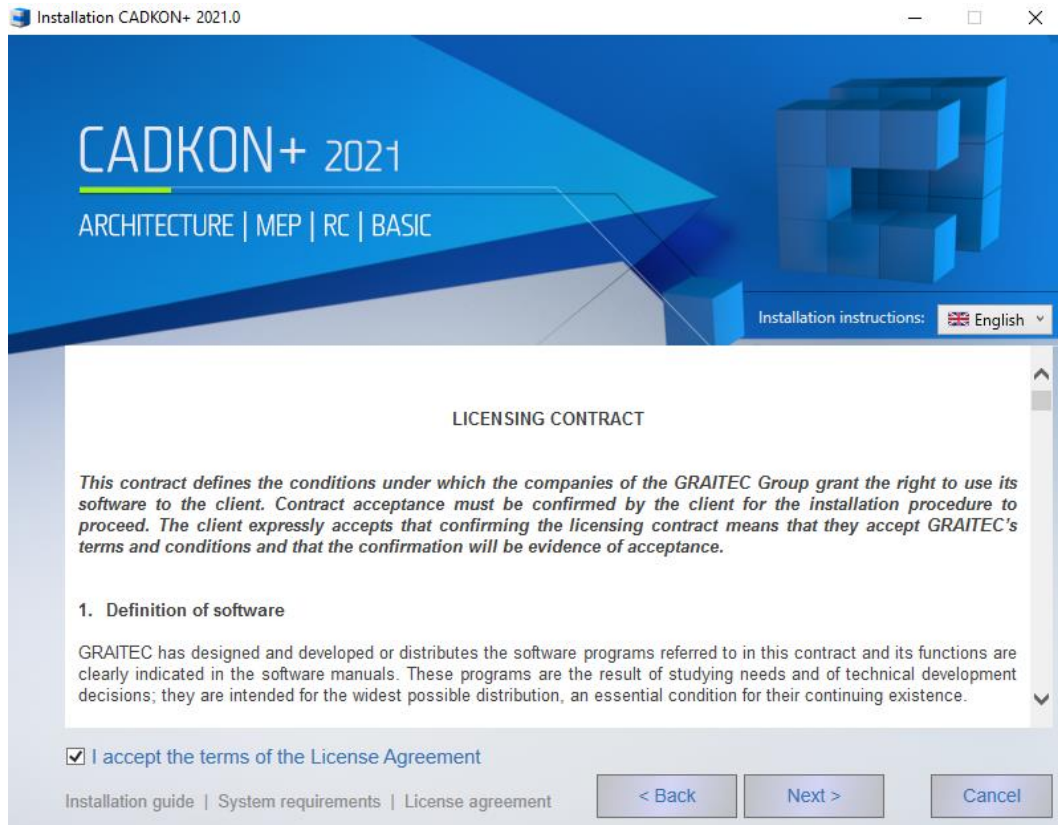 Installation CADKON+ 2021.0
CADKON+ 2021
ARCHITECTURE | MEP | RC | BASIC
Installation instructions: English
LICENSING CONTRACT
This contract defines the conditions under which the companies of the GRAITEC Group grant the right to use its
software to the client. Contract acceptance must be confirmed by the client for the installation procedure to
proceed. The client expressly accepts that confirming the licensing contract means that they accept GRAITEC's
terms and conditions and that the confirmation will be evidence of acceptance.
1. Definition of software
GRAITEC has designed and developed or distributes the software programs referred to in this contract and its functions are
clearly indicated in the software manuals. These programs are the result of studying needs and of technical development
decisions; they are intended for the widest possible distribution, an essential condition for their continuing existence.
I accept the terms of the License Agreement
Installation guide | System requirements | License agreement
< Back Next > Cancel